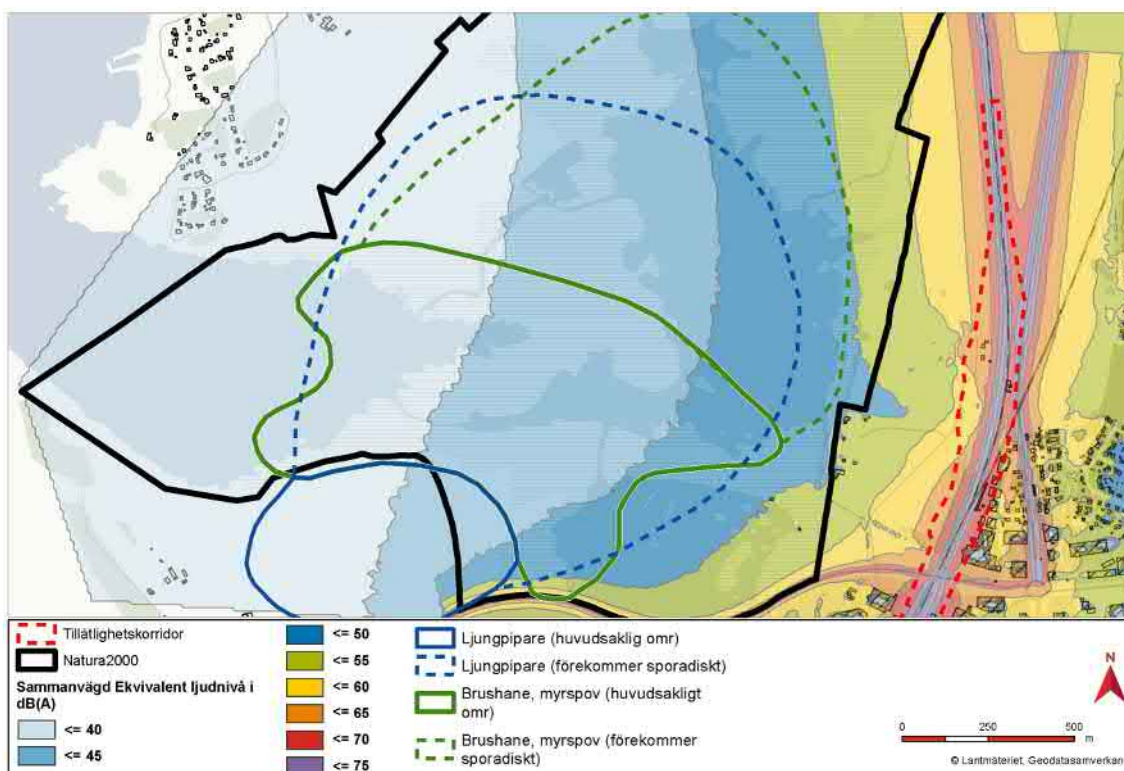 Tillåtlighetskorridor
Natura2000
Sammanvägd Ekvivalent ljudnivå i
dB(A)
<= 40
<= 45
<= 50
<= 55
<= 60
<= 65
<= 70
<= 75
Ljungpipare (huvudsaklig omr)
Ljungpipare (förekommer sporadiskt)
Brushane, myrspov (huvudsakligt
omr)
Brushane, myrspov (förekommer
sporadiskt)
N
0 250 500
m
© Lantmäteriet, Geodatasamverkan